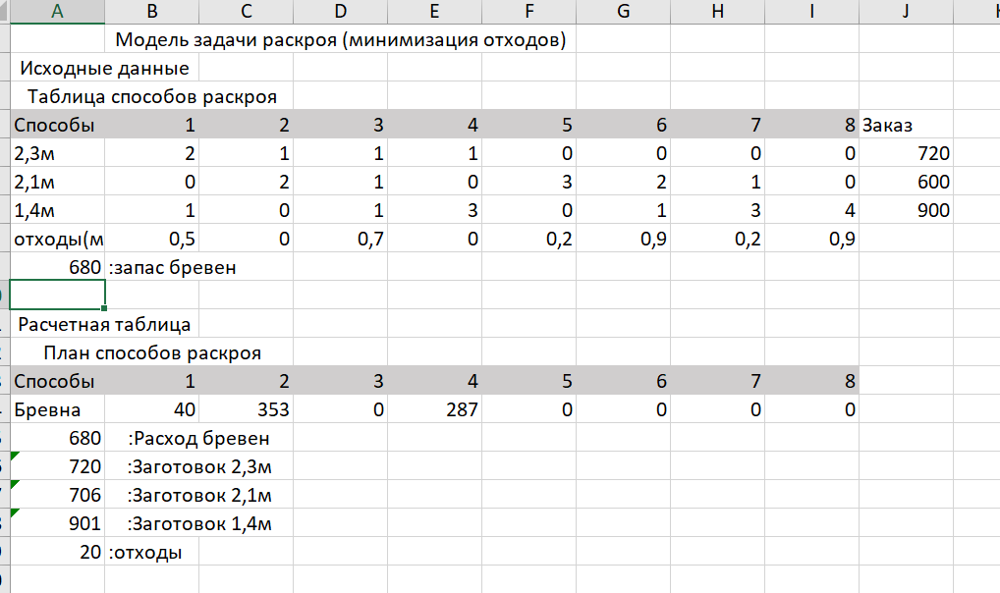 A B C D E F G H I J
Модель задачи раскроя (минимизация отходов)
Исходные данные
Таблица способов раскроя
Способы 1 2 3 4 5 6 7 8 Заказ
2,3м 2 1 1 1 0 0 0 0 720
2,1м 0 2 1 0 3 2 1 0 600
1,4м 1 0 1 3 0 1 3 4 900
отходы(м 0,5 0 0,7 0 0,2 0,9 0,2 0,9
680 :запас бревен
Расчетная таблица
План способов раскроя
Способы 1 2 3 4 5 6 7 8
Бревна 40 353 0 287 0 0 0 0
680 :Расход бревен
720 :Заготовок 2,3м
706 :Заготовок 2,1м
901 :Заготовок 1,4м
20 :отходы